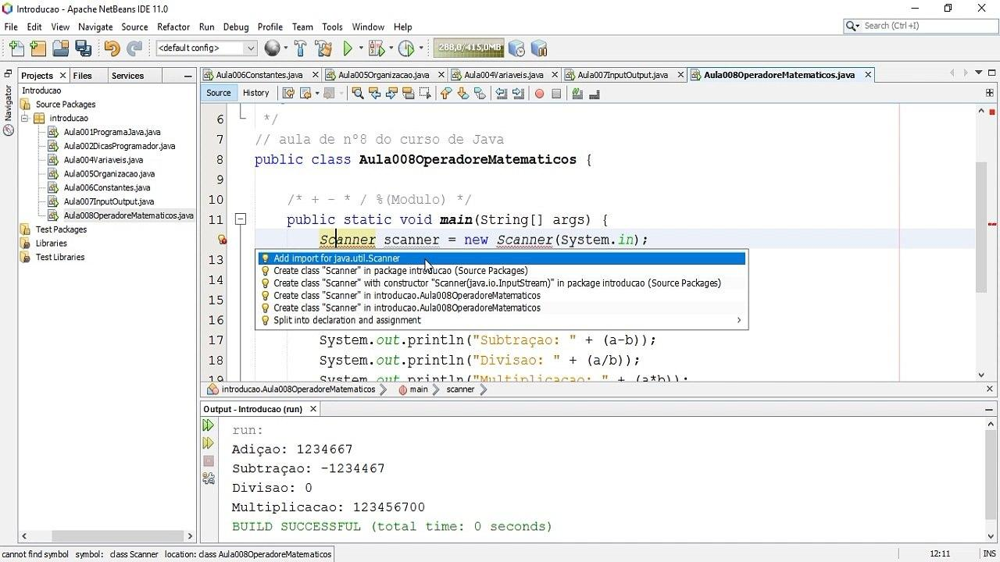 Introducao - Apache NetBeans IDE 11.0
File Edit View Navigate Source Refactor Run Debug Profile Team Tools Window Help
Search (Ctrl+I)
<default config>
288,0/415,0MB
Projects Files Services
Navigator
Introducao
Source Packages
introducao
Aula001ProgramaJava.java
Aula002DicasProgramador.java
Aula004Variaveis.java
Aula005Organizacao.java
Aula006Constantes.java
Aula007InputOutput.java
Aula008OperadoreMatematicos.java
Test Packages
Libraries
Test Libraries
Aula006Constantes.java Aula005Organizacao.java Aula004Variaveis.java Aula007InputOutput.java Aula008OperadoreMatematicos.java
Source History
6 */
7 // aula de nº8 do curso de Java
8 public class Aula008OperadoreMatematicos {
9
10 /* + - * / %(Modulo) */
11 public static void main(String[] args) {
Scanner scanner = new Scanner(System.in);
13
14
15
16
Add import for java.util.Scanner
Create class "Scanner" in package introducao (Source Packages)
Create class "Scanner" with constructor "Scanner(java.io.InputStream)" in package introducao (Source Packages)
Create class "Scanner" in introducao.Aula008OperadoreMatematicos
Create class "Scanner" in introducao.Aula008OperadoreMatematicos
Split into declaration and assignment
17 System.out.println("Subtraçao: " + (a-b));
18 System.out.println("Divisao: " + (a/b));
19 System.out.println("Multiplicacao: " + (a*b));
introducao.Aula008OperadoreMatematicos main scanner
Output - Introducao (run)
run:
Adiçao: 1234667
Subtraçao: -1234467
Divisao: 0
Multiplicacao: 123456700
BUILD SUCCESSFUL (total time: 0 seconds)
cannot find symbol symbol: class Scanner location: class Aula008OperadoreMatematicos
12:11 INS